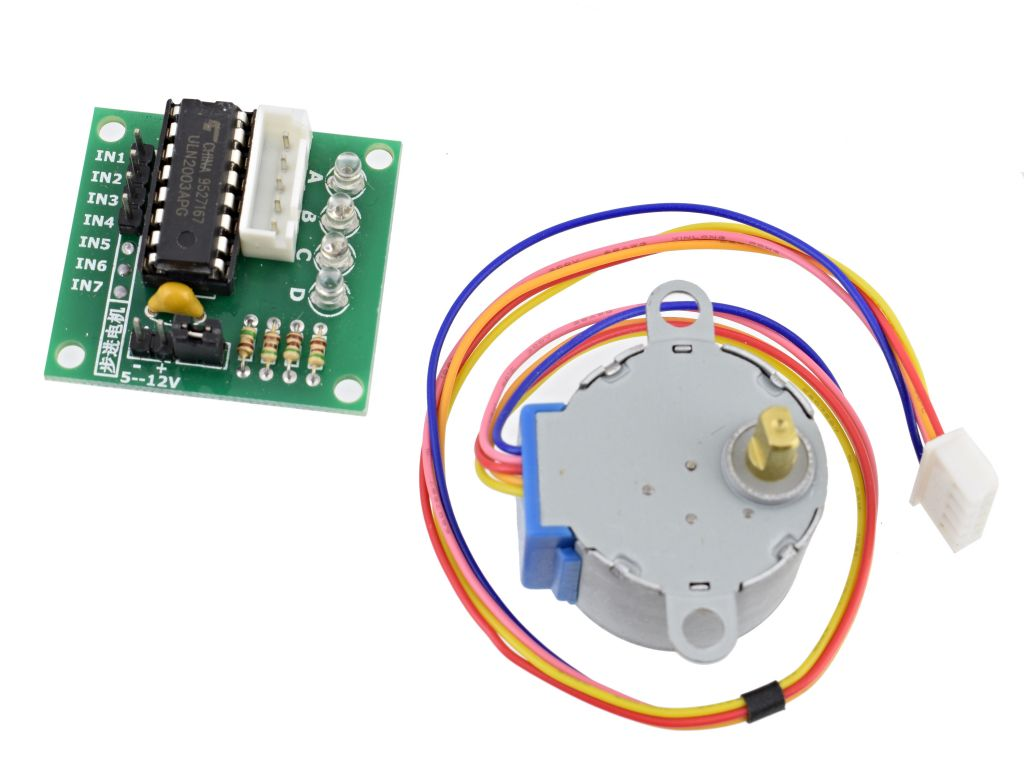 IN1
IN2
IN3
IN4
IN5
IN6
IN7
CHINA 9527167
ULN2003APG
A
B
C
D
步进电机
- +
5--12V